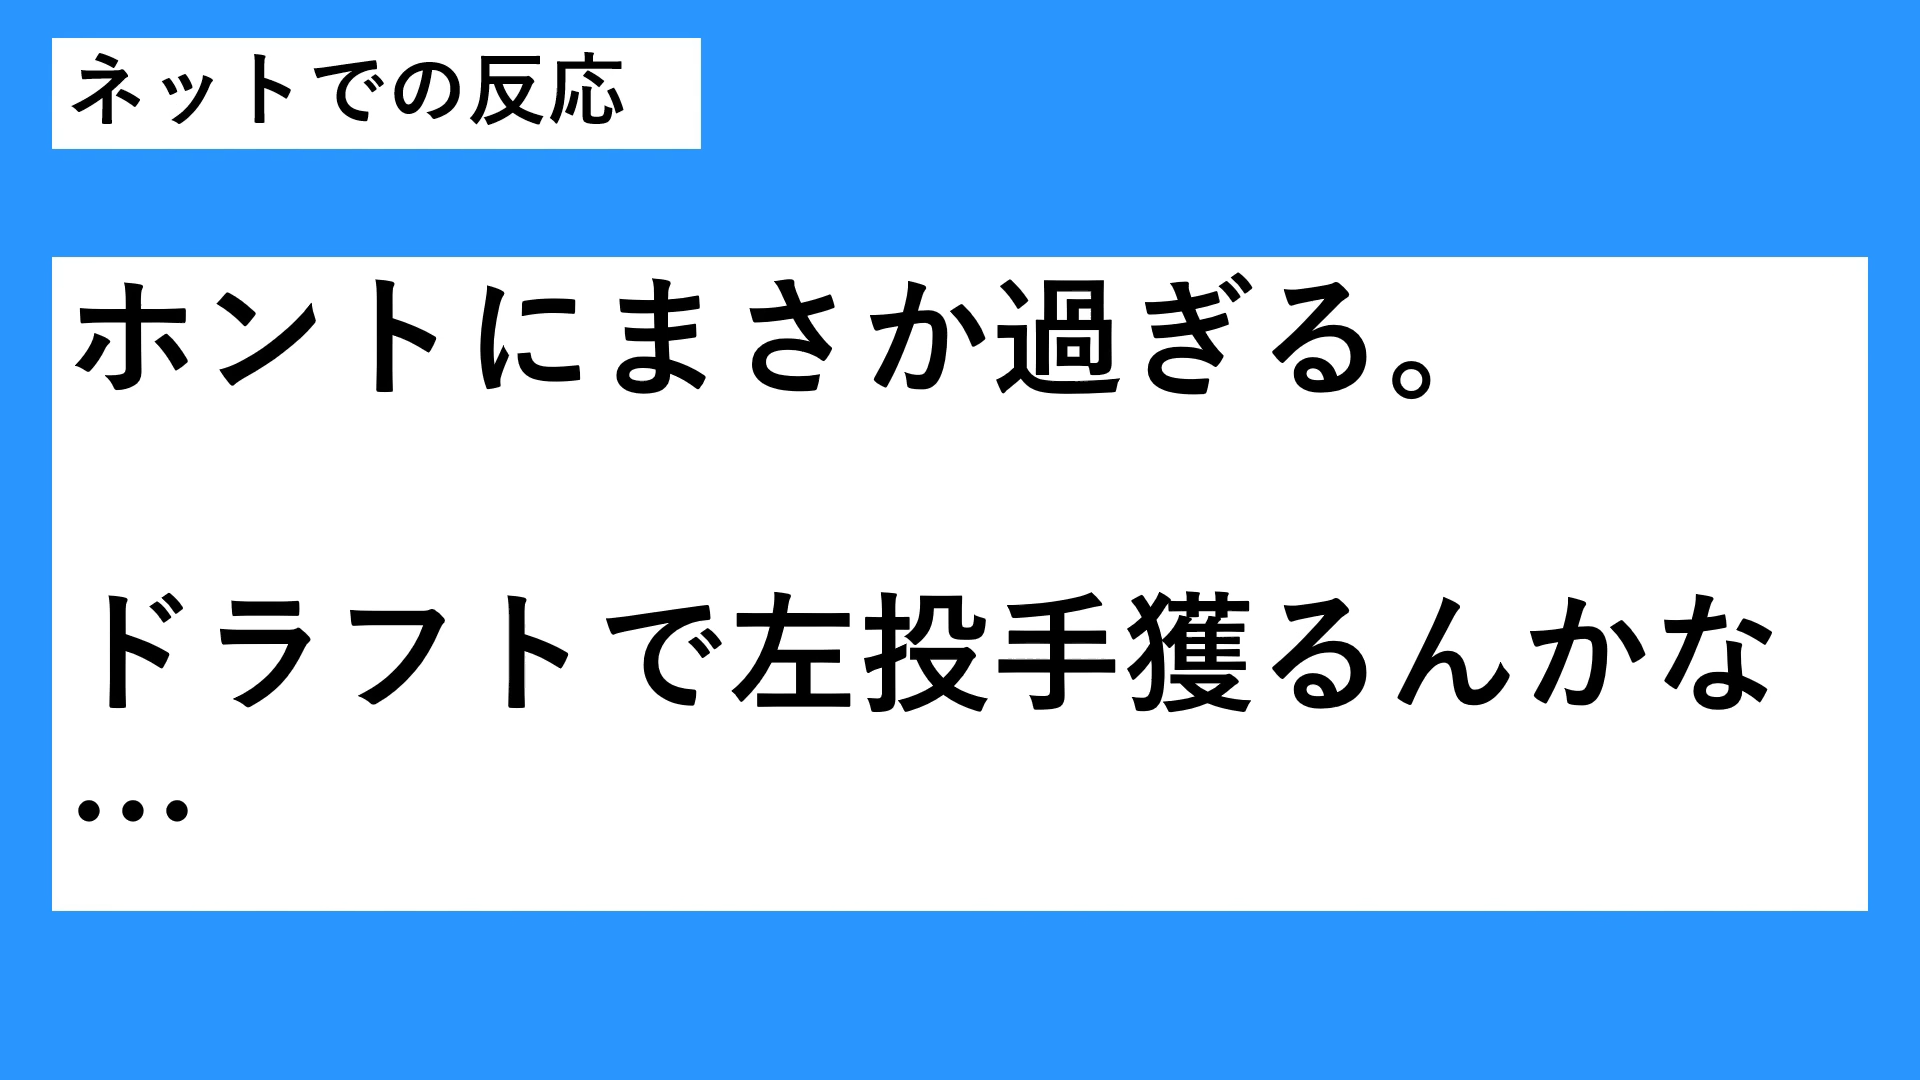 ネットでの反応
ホントにまさか過ぎる。
ドラフトで左投手獲るんかな
…